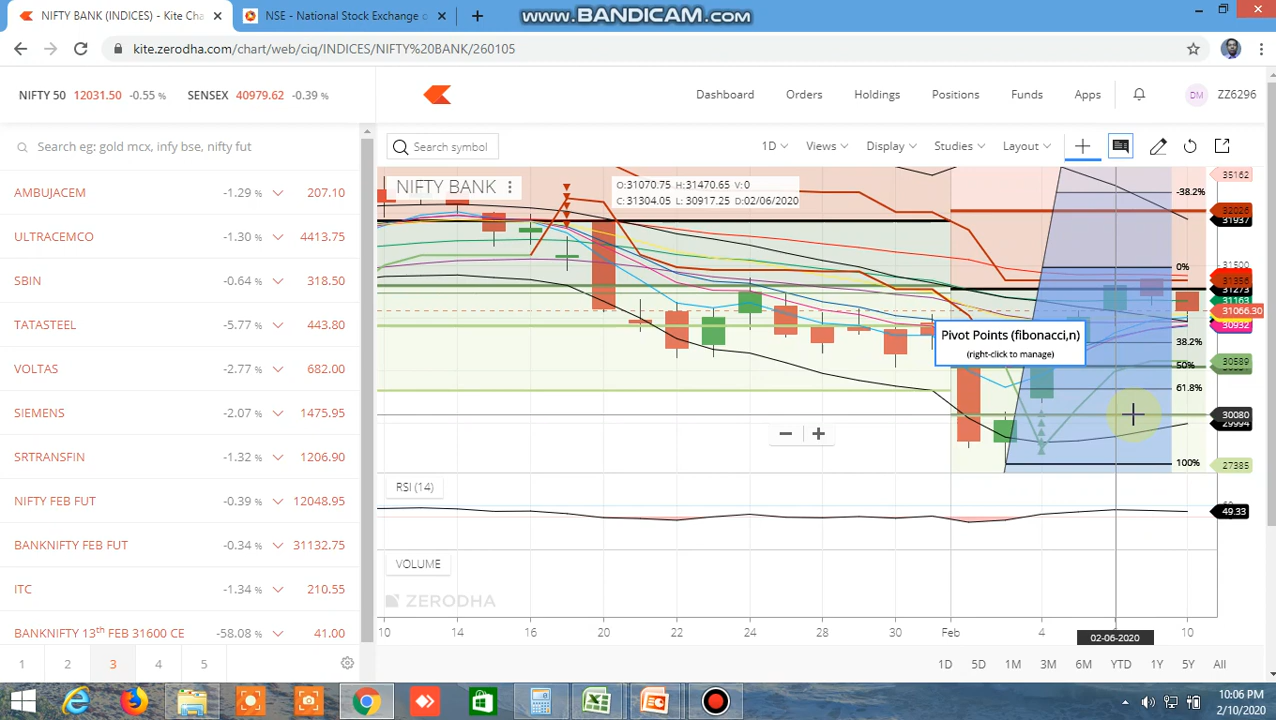 NIFTY BANK (INDICES) - Kite Cha
NSE - National Stock Exchange o
www.BANDICAM.com
kite.zerodha.com/chart/web/ciq/INDICES/NIFTY%20BANK/260105
NIFTY 50 12031.50 -0.55 % SENSEX 40979.62 -0.39 %
Dashboard Orders Holdings Positions Funds Apps DM ZZ6296
Search eg: gold mcx, infy bse, nifty fut
Search symbol
1D Views Display Studies Layout
AMBUJACEM -1.29 % 207.10
ULTRACEMCO -1.30 % 4413.75
SBIN -0.64 % 318.50
TATASTEEL -5.77 % 443.80
VOLTAS -2.77 % 682.00
SIEMENS -2.07 % 1475.95
SRTRANSFIN -1.32 % 1206.90
NIFTY FEB FUT -0.39 % 12048.95
BANKNIFTY FEB FUT -0.34 % 31132.75
ITC -1.34 % 210.55
BANKNIFTY 13th FEB 31600 CE -58.08 % 41.00
1 2 3 4 5
NIFTY BANK
O:31070.75 H:31470.65 V:0
C: 31304.05 L: 30917.25 D:02/06/2020
-38.2%
0%
38.2%
50%
61.8%
100%
35162
32026
31937
31500
31356
31273
31163
31066.30
30932
30589
30080
29994
27385
Pivot Points (fibonacci,n)
(right-click to manage)
RSI (14)
49.33
VOLUME
ZERODHA
10 14 16 20 22 24 28 30 Feb 4 10
02-06-2020
1D 5D 1M 3M 6M YTD 1Y 5Y All
10:06 PM
2/10/2020